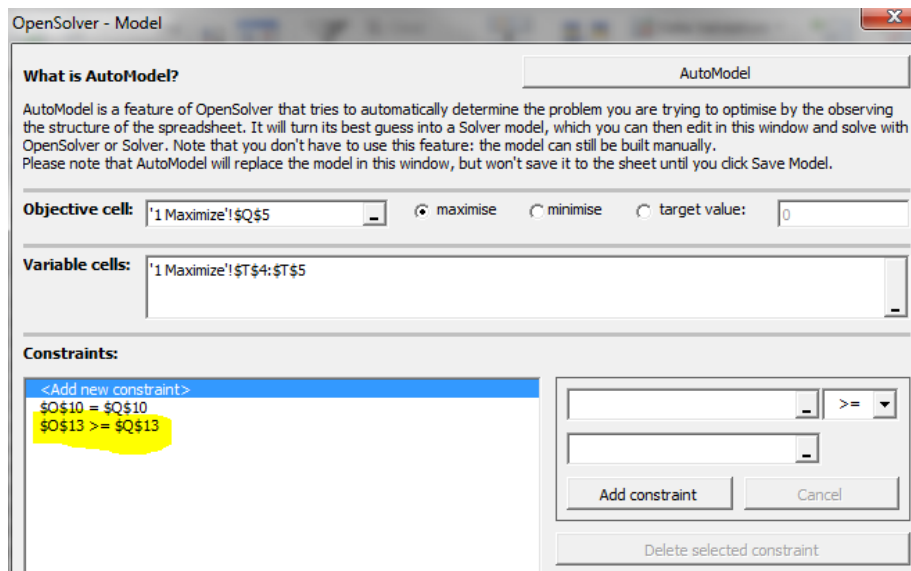 OpenSolver - Model
What is AutoModel?
AutoModel
AutoModel is a feature of OpenSolver that tries to automatically determine the problem you are trying to optimise by the observing
the structure of the spreadsheet. It will turn its best guess into a Solver model, which you can then edit in this window and solve with
OpenSolver or Solver. Note that you don't have to use this feature: the model can still be built manually.
Please note that AutoModel will replace the model in this window, but won't save it to the sheet until you click Save Model.
Objective cell: '1 Maximize'!$Q$5 maximise minimise target value: 0
Variable cells: '1 Maximize'!$T$4:$T$5
Constraints:
<Add new constraint>
$O$10 = $Q$10
$O$13 >= $Q$13
>=
Add constraint Cancel
Delete selected constraint